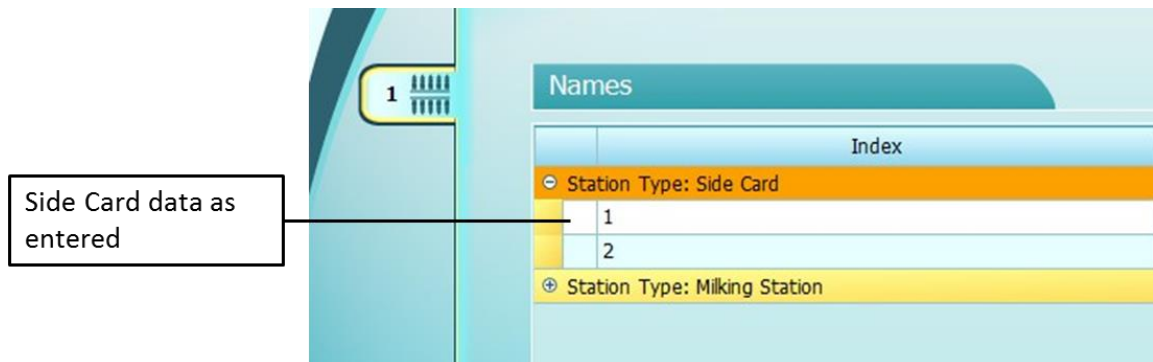 1
Names
Index
Station Type: Side Card
Side Card data as
entered
1
2
Station Type: Milking Station